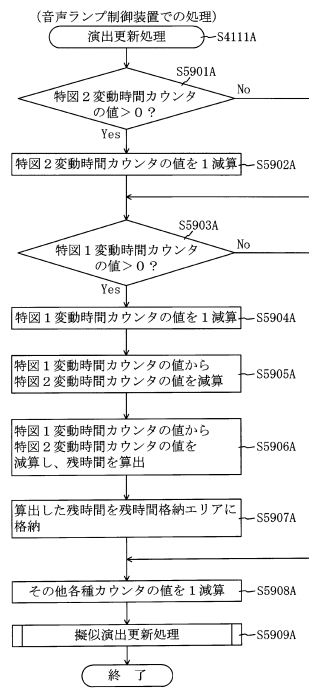 (音声ランプ制御装置での処理)
演出更新処理
S4111A
S5901A
特図2変動時間カウンタ
の値>0?
No
Yes
特図2変動時間カウンタの値を1減算
S5902A
S5903A
特図1変動時間カウンタ
の値>0?
No
Yes
特図1変動時間カウンタの値を1減算
S5904A
特図1変動時間カウンタの値から
特図2変動時間カウンタの値を減算
S5905A
特図1変動時間カウンタの値から
特図2変動時間カウンタの値を
減算し、残時間を算出
S5906A
算出した残時間を残時間格納エリアに
格納
S5907A
その他各種カウンタの値を1減算
S5908A
擬似演出更新処理
S5909A
終 了